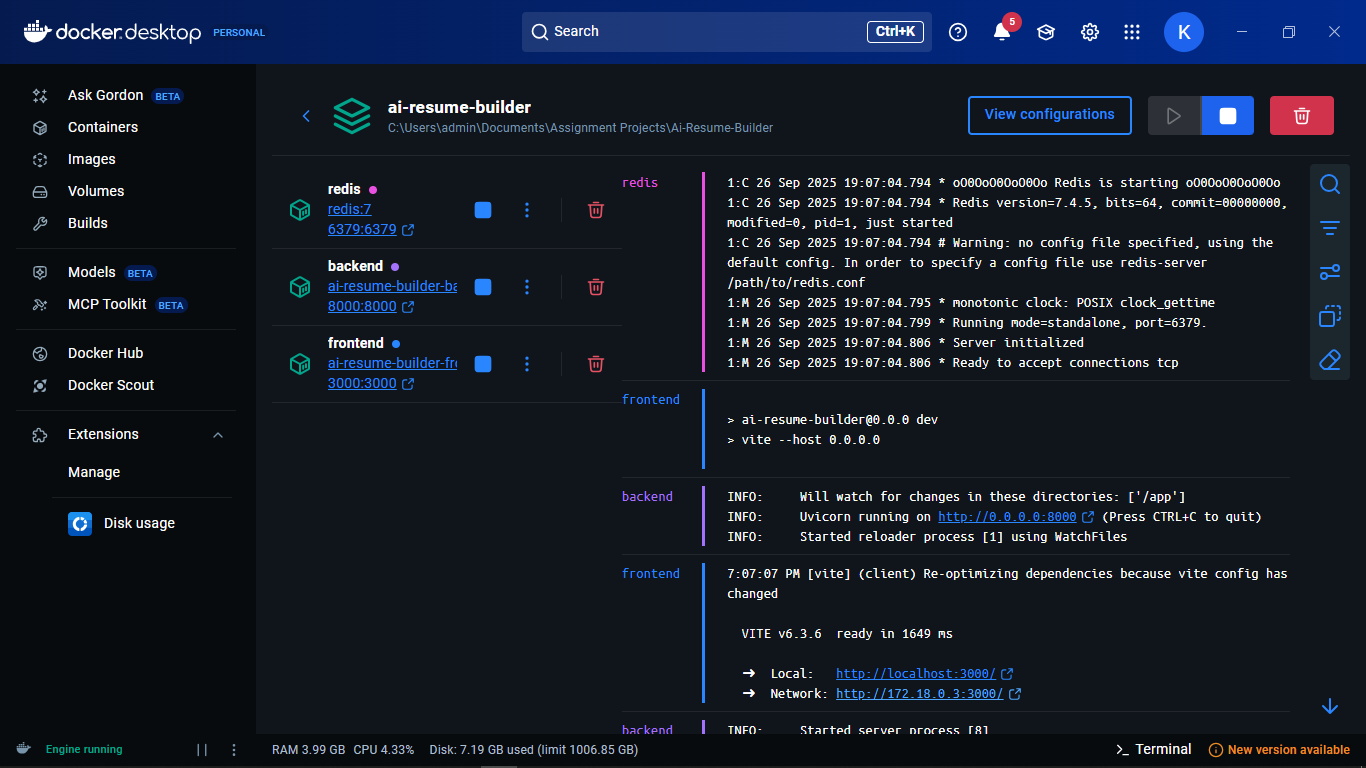 docker.desktop PERSONAL
Search
Ctrl+K
5
K
Ask Gordon BETA
Containers
Images
Volumes
Builds
Models BETA
MCP Toolkit BETA
Docker Hub
Docker Scout
Extensions
Manage
Disk usage
ai-resume-builder
C:\Users\admin\Documents\Assignment Projects\Ai-Resume-Builder
View configurations
redis
redis:7
6379:6379
backend
ai-resume-builder-ba
8000:8000
frontend
ai-resume-builder-fr
3000:3000
redis
1:C 26 Sep 2025 19:07:04.794 * oO0OoO0OoO0Oo Redis is starting oO0OoO0OoO0Oo
1:C 26 Sep 2025 19:07:04.794 * Redis version=7.4.5, bits=64, commit=00000000,
modified=0, pid=1, just started
1:C 26 Sep 2025 19:07:04.794 # Warning: no config file specified, using the
default config. In order to specify a config file use redis-server
/path/to/redis.conf
1:M 26 Sep 2025 19:07:04.795 * monotonic clock: POSIX clock_gettime
1:M 26 Sep 2025 19:07:04.799 * Running mode=standalone, port=6379.
1:M 26 Sep 2025 19:07:04.806 * Server initialized
1:M 26 Sep 2025 19:07:04.806 * Ready to accept connections tcp
frontend
> ai-resume-builder@0.0.0 dev
> vite --host 0.0.0.0
backend
INFO: Will watch for changes in these directories: ['/app']
INFO: Uvicorn running on http://0.0.0.0:8000 (Press CTRL+C to quit)
INFO: Started reloader process [1] using WatchFiles
frontend
7:07:07 PM [vite] (client) Re-optimizing dependencies because vite config has
changed
VITE v6.3.6 ready in 1649 ms
➜ Local: http://localhost:3000/
➜ Network: http://172.18.0.3:3000/
backend
INFO: Started server process [8]
Engine running
RAM 3.99 GB CPU 4.33% Disk: 7.19 GB used (limit 1006.85 GB)
Terminal
New version available